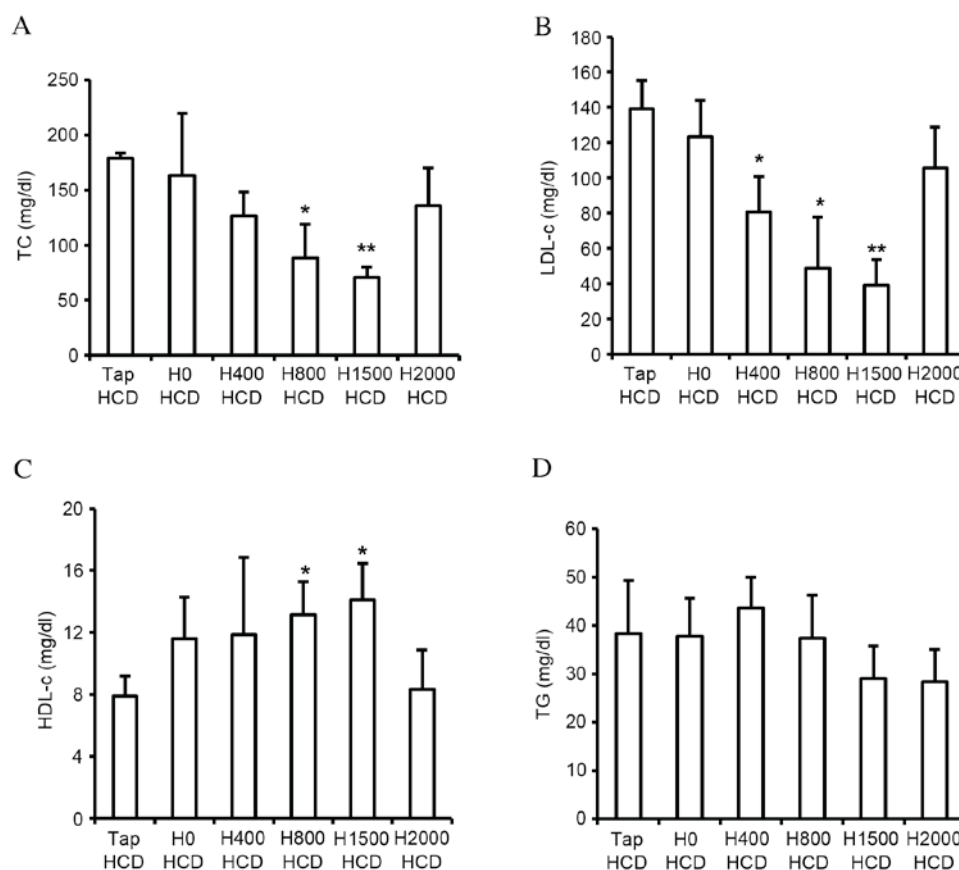 A
TC (mg/dl)
250
200
150
100
50
0
*
**
Tap H0 H400 H800 H1500 H2000
HCD HCD HCD HCD HCD HCD
B
LDL-c (mg/dl)
180
160
140
120
100
80
60
40
20
0
*
*
**
Tap H0 H400 H800 H1500 H2000
HCD HCD HCD HCD HCD HCD
C
HDL-c (mg/dl)
20
16
12
8
4
0
*
*
Tap H0 H400 H800 H1500 H2000
HCD HCD HCD HCD HCD HCD
D
TG (mg/dl)
60
50
40
30
20
10
0
Tap H0 H400 H800 H1500 H2000
HCD HCD HCD HCD HCD HCD